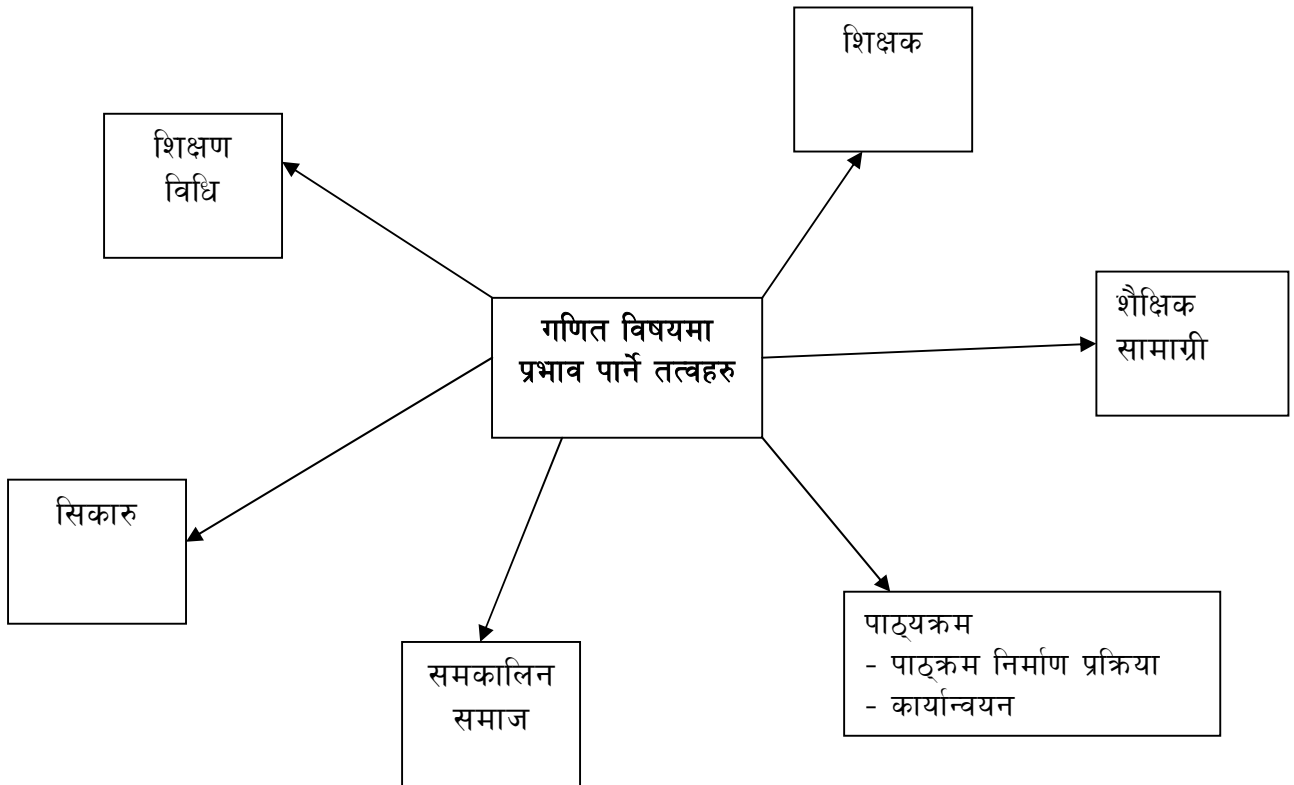 शिक्षक
शिक्षण
विधि
गणित विषयमा
प्रभाव पार्ने तत्वहरु
शैक्षिक
सामाग्री
सिकारु
समकालिन
समाज
पाठ्यक्रम
- पाठ्क्रम निर्माण प्रक्रिया
- कार्यान्वयन